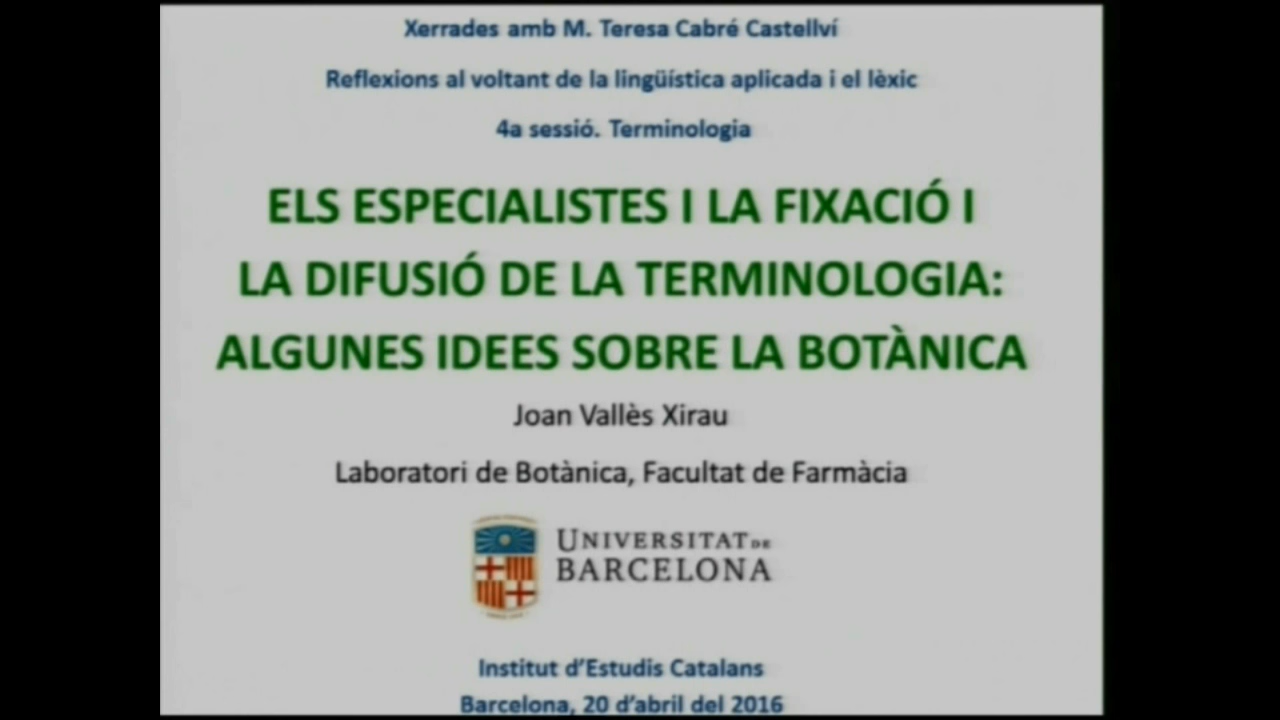 Xerrades amb M. Teresa Cabré Castellví
Reflexions al voltant de la lingüística aplicada i el lèxic
4a sessió. Terminologia
ELS ESPECIALISTES I LA FIXACIÓ I
LA DIFUSIÓ DE LA TERMINOLOGIA:
ALGUNES IDEES SOBRE LA BOTÀNICA
Joan Vallès Xirau
Laboratori de Botànica, Facultat de Farmàcia
UNIVERSITAT DE
BARCELONA
Institut d'Estudis Catalans
Barcelona, 20 d'abril del 2016